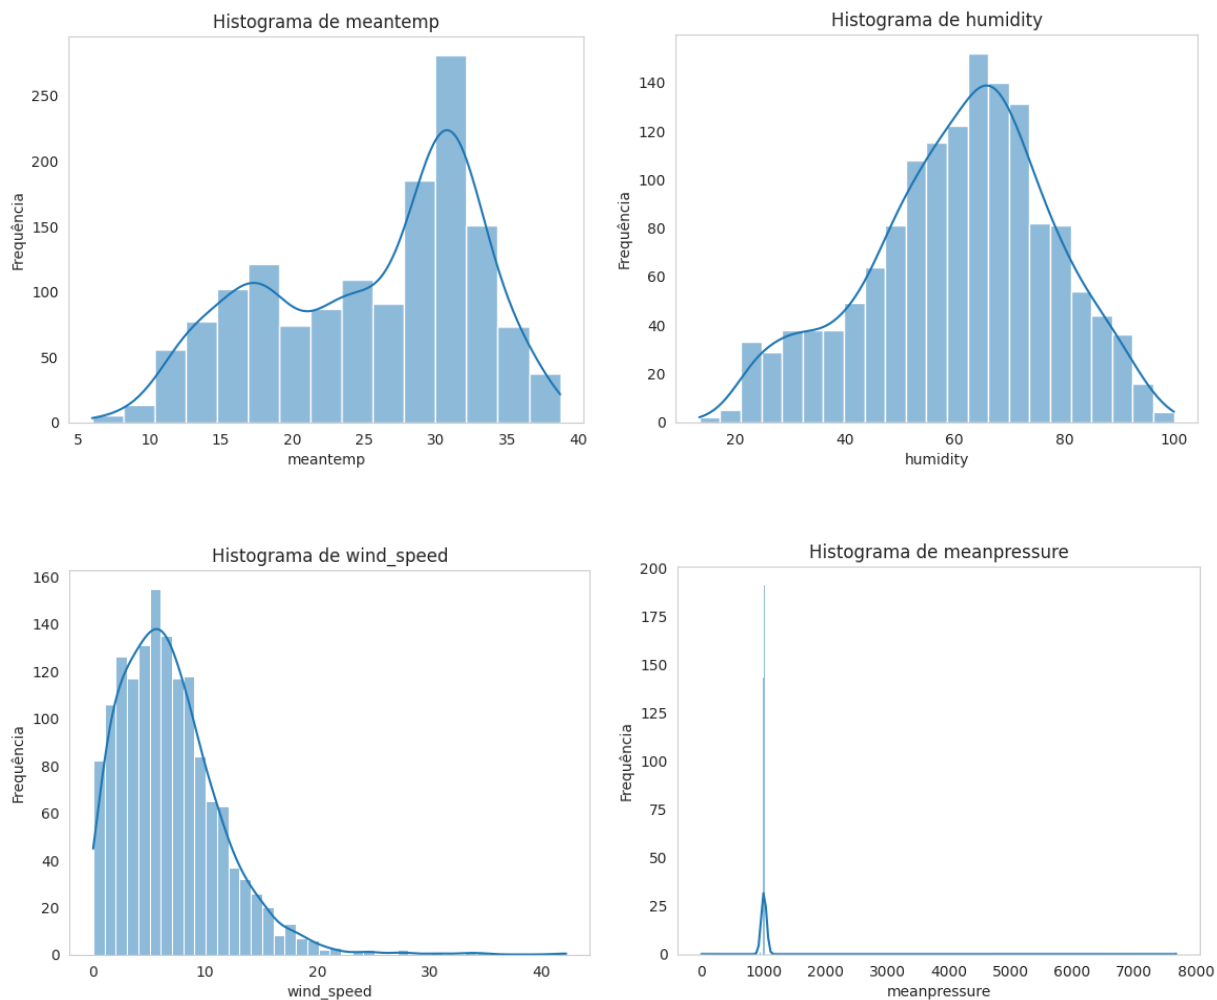 Histograma de meantemp
250
200
150
100
50
0
Frequência
5 10 15 20 25 30 35 40
meantemp
Histograma de humidity
140
120
100
80
60
40
20
0
Frequência
20 40 60 80 100
humidity
Histograma de wind_speed
160
140
120
100
80
60
40
20
0
Frequência
0 10 20 30 40
wind_speed
Histograma de meanpressure
200
175
150
125
100
75
50
25
0
Frequência
0 1000 2000 3000 4000 5000 6000 7000 8000
meanpressure